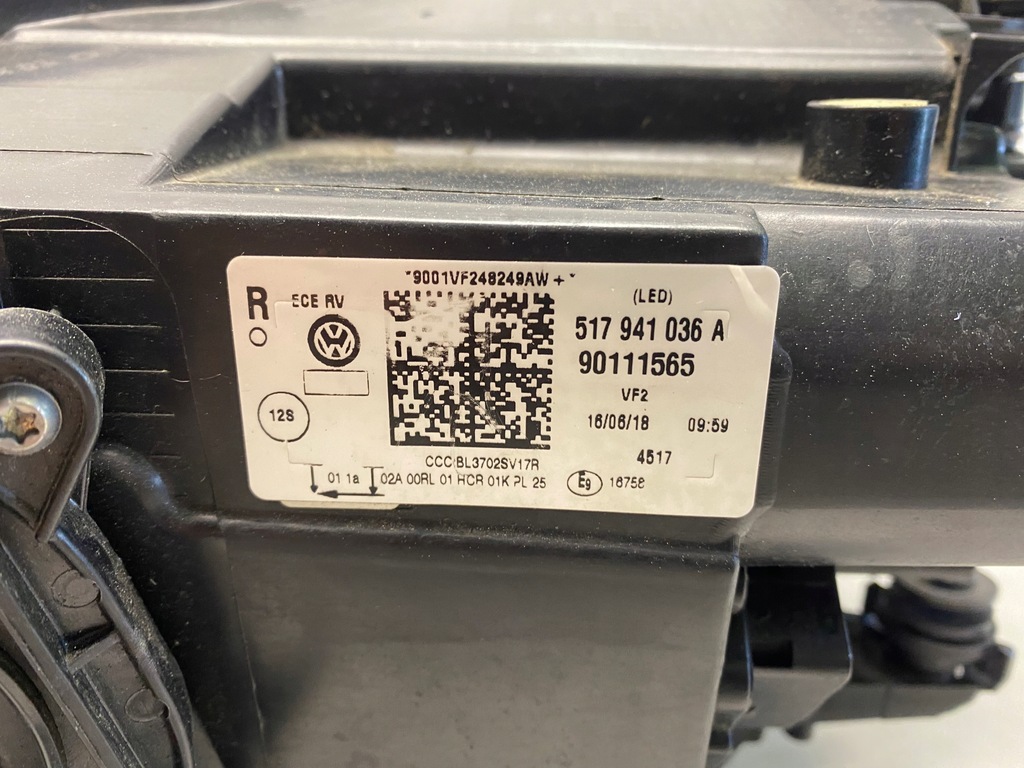 *9001VF248249AW+*
R
ECE RV
(LED)
517 941 036 A
90111565
VF2
12S
16/06/18 09:59
4517
CCC BL3702SV17R
01 1a 02A 00RL 01 HCR 01K PL 25
E9 16758